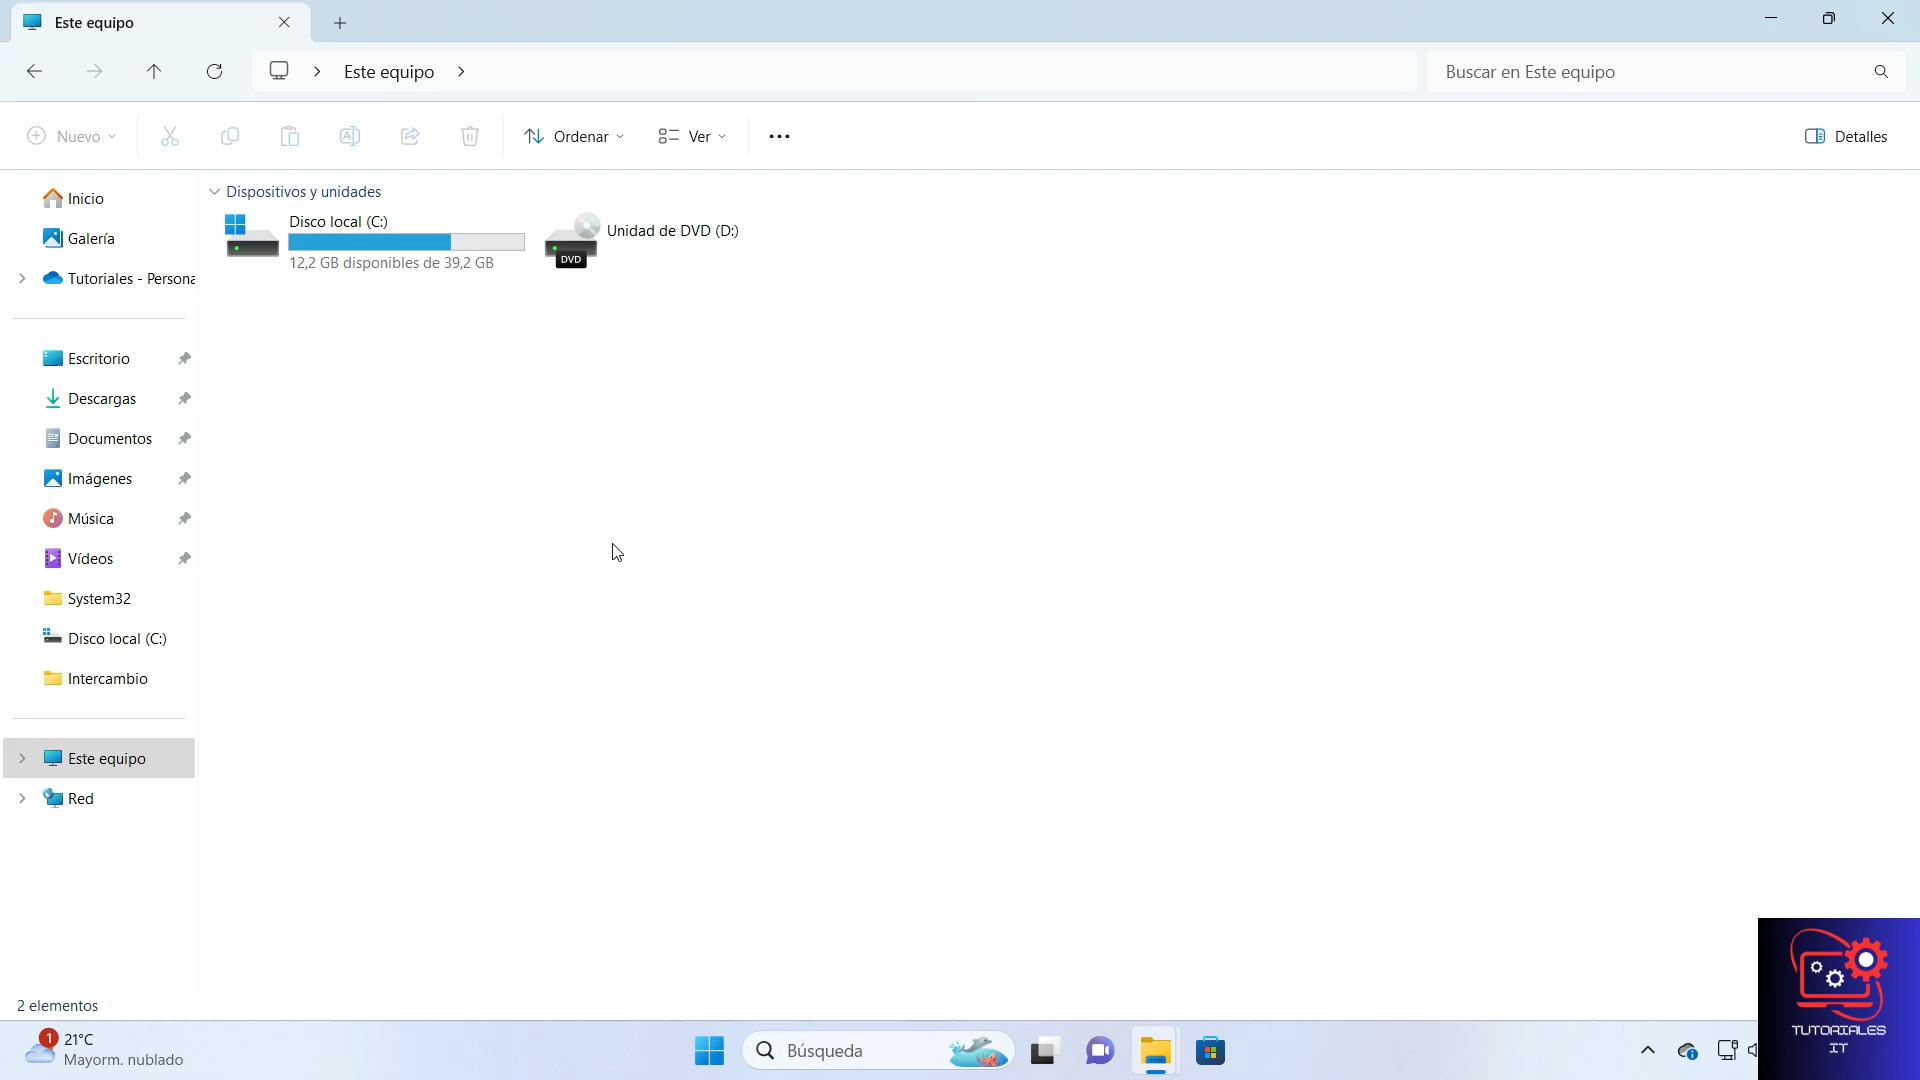 Este equipo
Este equipo
Buscar en Este equipo
Nuevo
Ordenar
Ver
Detalles
Inicio
Galería
Tutoriales - Persona
Escritorio
Descargas
Documentos
Imágenes
Música
Vídeos
System32
Disco local (C:)
Intercambio
Este equipo
Red
Dispositivos y unidades
Disco local (C:)
12,2 GB disponibles de 39,2 GB
DVD
Unidad de DVD (D:)
2 elementos
1
21°C
Mayorm. nublado
Búsqueda
TUTORIALES
IT